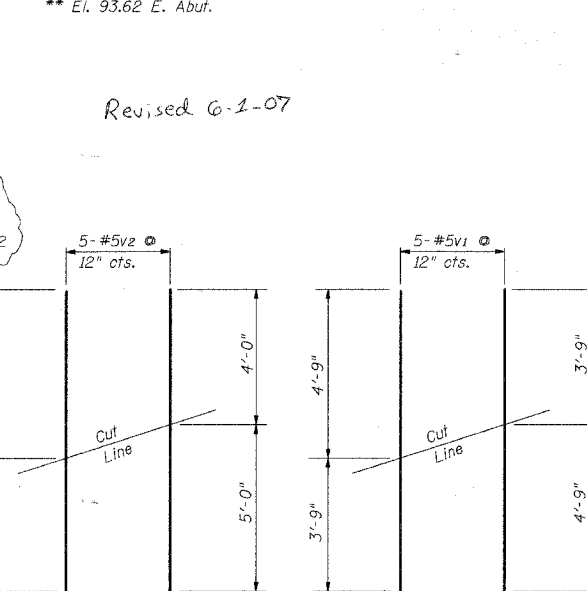 ** El. 93.62 E. Abut.
Revised 6-1-07
2
5-#5v2 @
12" cts.
5-#5v1 @
12" cts.
4'-0"
4'-9"
3'-9"
Cut
Line
Cut
Line
5'-0"
3'-9"
4'-9"